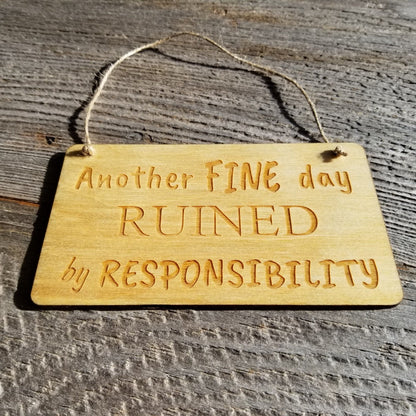 Another FINE day
RUINED
by RESPONSIBILITY